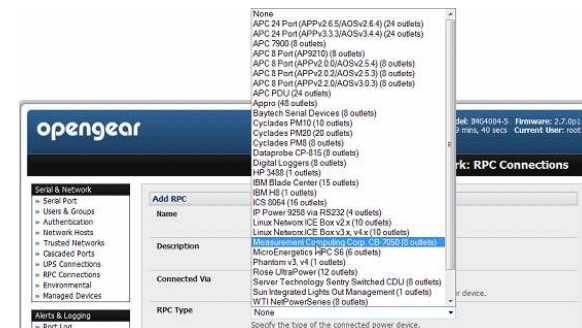 None
APC 24 Port (APPv2.6.5/AOSv2.6.4) (24 outlets)
APC 24 Port (APPv3.3.3/AOSv3.3.4.4) (24 outlets)
APC 7900 (8 outlets)
APC 8 Port (AP9210) (8 outlets)
APC 8 Port (APPv2.0.0/AOSv2.5.4) (8 outlets)
APC 8 Port (APPv2.0.2/AOSv2.5.3) (8 outlets)
APC 8 Port (APPv2.2.0/AOSv3.0.3) (8 outlets)
APC PDU (24 outlets)
Appro (48 outlets)
Baytech Serial Devices (8 outlets)
Cyclades PM10 (10 outlets)
Cyclades PM20 (20 outlets)
Cyclades PM8 (8 outlets)
Dataprobe CP-815 (8 outlets)
Digital Loggers (8 outlets)
HP 3488 (1 outlets)
IBM Blade Center (15 outlets)
IBM H8 (1 outlets)
ICS 8064 (16 outlets)
IP Power 9258 via RS232 (4 outlets)
Linux Networx ICE Box v2.x (10 outlets)
Linux Networx ICE Box v3.x, v4.x (10 outlets)
Measurement Computing Corp. CB-7050 (8 outlets)
MicroEnergetics HPC S6 (6 outlets)
Phantom v3, v4 (1 outlets)
Rose UltraPower (12 outlets)
Server Technology Sentry Switched CDU (8 outlets)
Sun Integrated Lights Out Management (1 outlets)
WTI NetPowerSeries (8 outlets)
opengear
del: IMG4004-5 Firmware: 2.7.0p1
9 mins, 40 secs Current User: root
rk: RPC Connections
Serial & Network
» Serial Port
» Users & Groups
» Authentication
» Network Hosts
» Trusted Networks
» Cascaded Ports
» UPS Connections
» RPC Connections
» Environmental
» Managed Devices
Alerts & Logging
» Port Log
Add RPC
Name
Description
Connected Via
er device.
RPC Type
None
Specify the type of the connected power device.